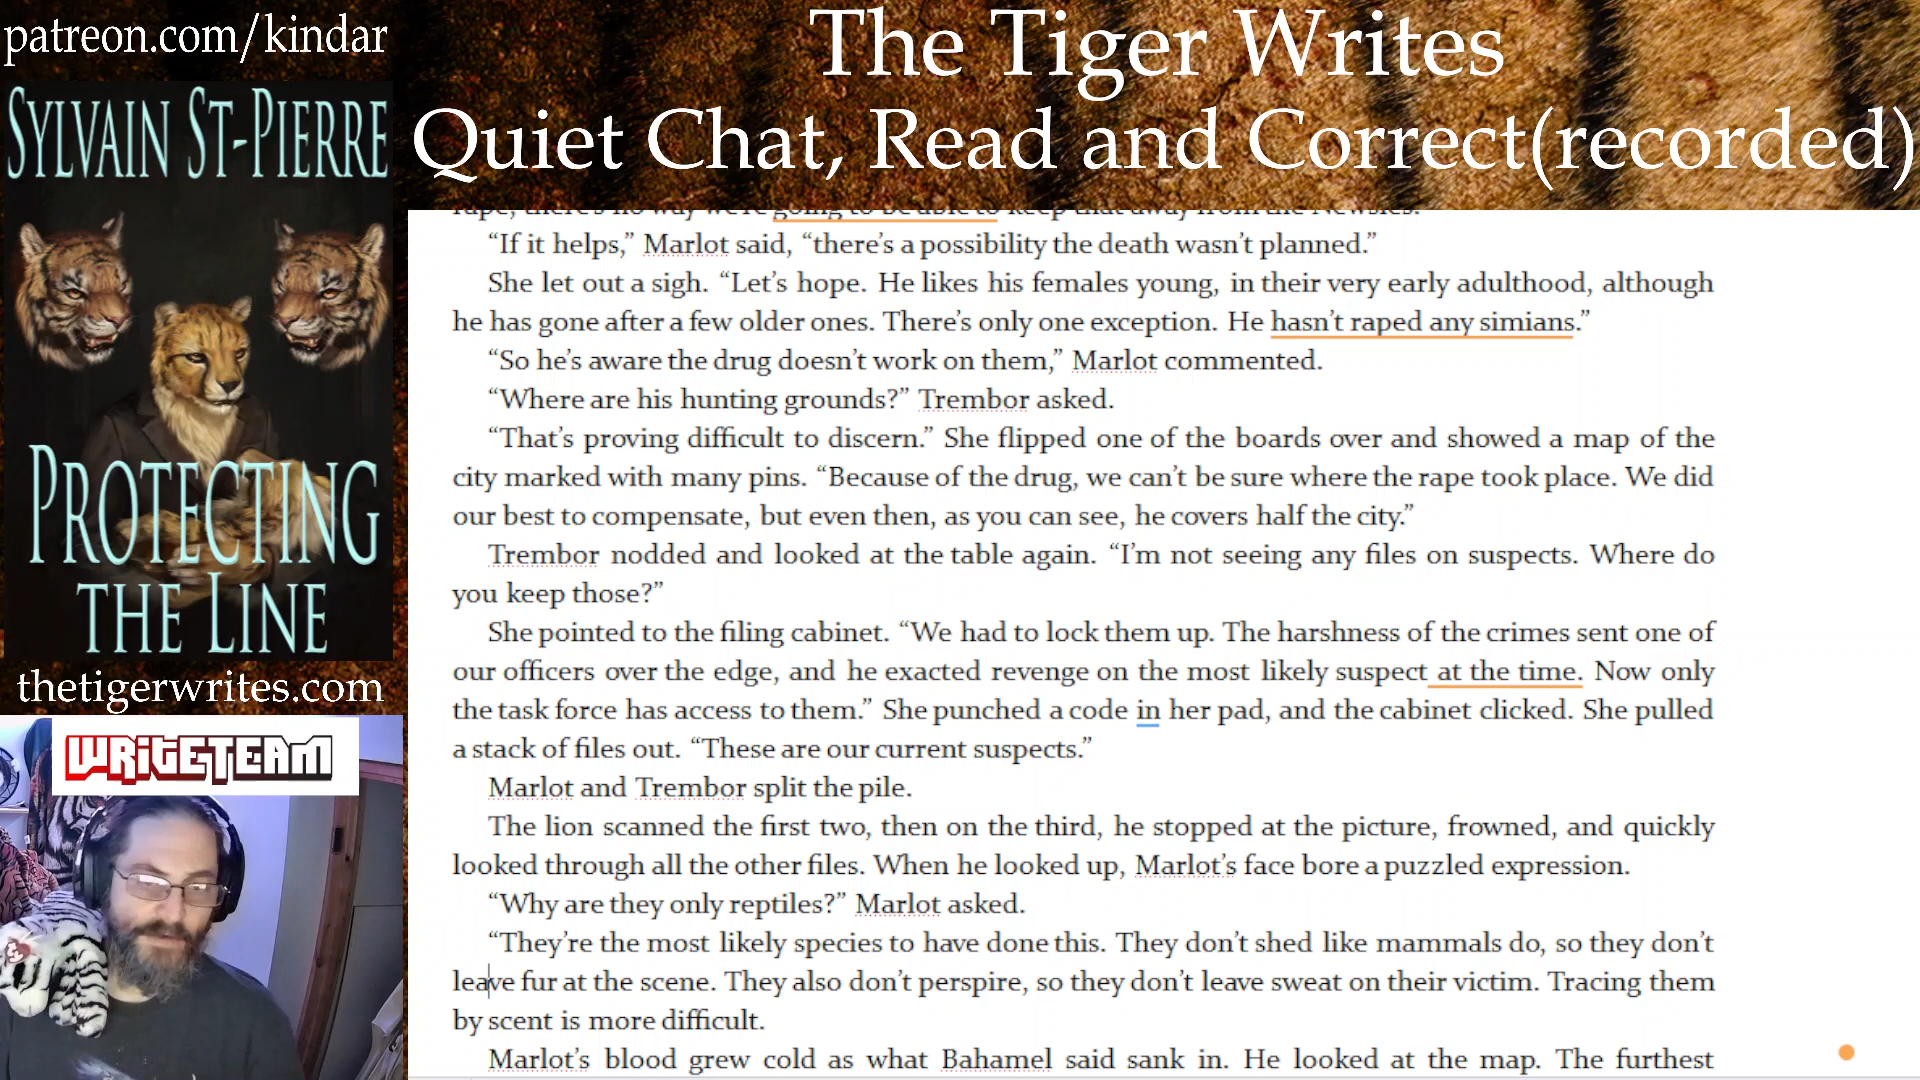 patreon.com/kindar
SYLVAIN ST-PIERRE
PROTECTING
THE LINE
thetigerwrites.com
WRITETEAM
The Tiger Writes
Quiet Chat, Read and Correct(recorded)
rape, there's no way we're going to be able to keep that away from the Newsies.
“If it helps,” Marlot said, “there's a possibility the death wasn't planned.”
She let out a sigh. “Let's hope. He likes his females young, in their very early adulthood, although
he has gone after a few older ones. There's only one exception. He hasn't raped any simians.”
“So he's aware the drug doesn't work on them,” Marlot commented.
“Where are his hunting grounds?” Trembor asked.
“That's proving difficult to discern.” She flipped one of the boards over and showed a map of the
city marked with many pins. “Because of the drug, we can't be sure where the rape took place. We did
our best to compensate, but even then, as you can see, he covers half the city.”
Trembor nodded and looked at the table again. “I'm not seeing any files on suspects. Where do
you keep those?”
She pointed to the filing cabinet. “We had to lock them up. The harshness of the crimes sent one of
our officers over the edge, and he exacted revenge on the most likely suspect at the time. Now only
the task force has access to them.” She punched a code in her pad, and the cabinet clicked. She pulled
a stack of files out. “These are our current suspects.”
Marlot and Trembor split the pile.
The lion scanned the first two, then on the third, he stopped at the picture, frowned, and quickly
looked through all the other files. When he looked up, Marlot's face bore a puzzled expression.
“Why are they only reptiles?” Marlot asked.
“They're the most likely species to have done this. They don't shed like mammals do, so they don't
leave fur at the scene. They also don't perspire, so they don't leave sweat on their victim. Tracing them
by scent is more difficult.
Marlot's blood grew cold as what Bahamel said sank in. He looked at the map. The furthest